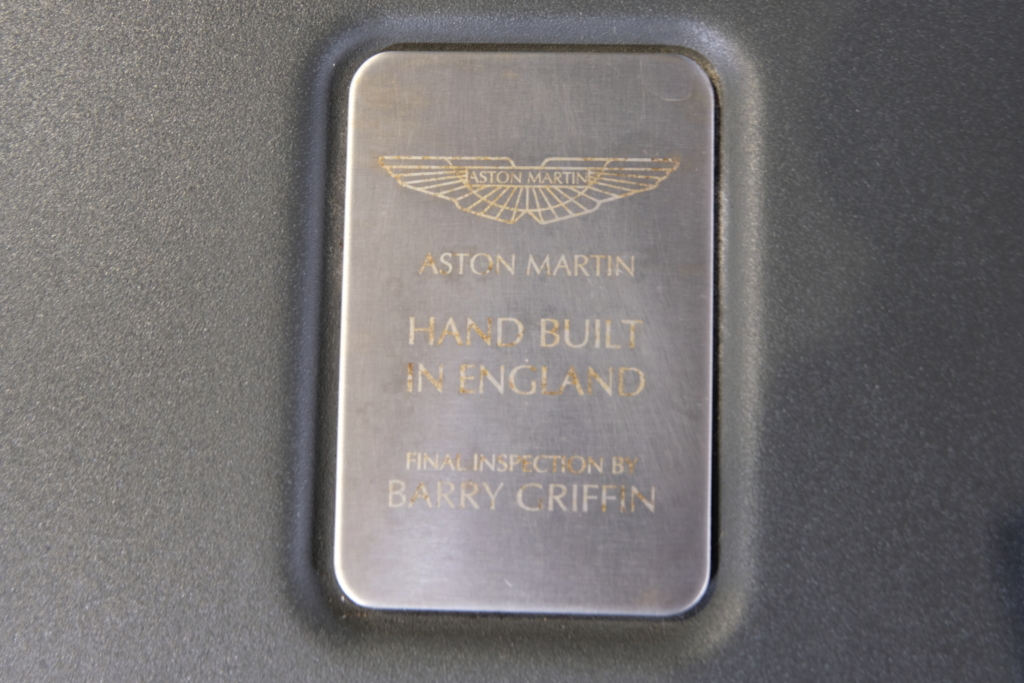 ASTON MARTIN
ASTON MARTIN
HAND BUILT
IN ENGLAND
FINAL INSPECTION BY
BARRY GRIFFIN